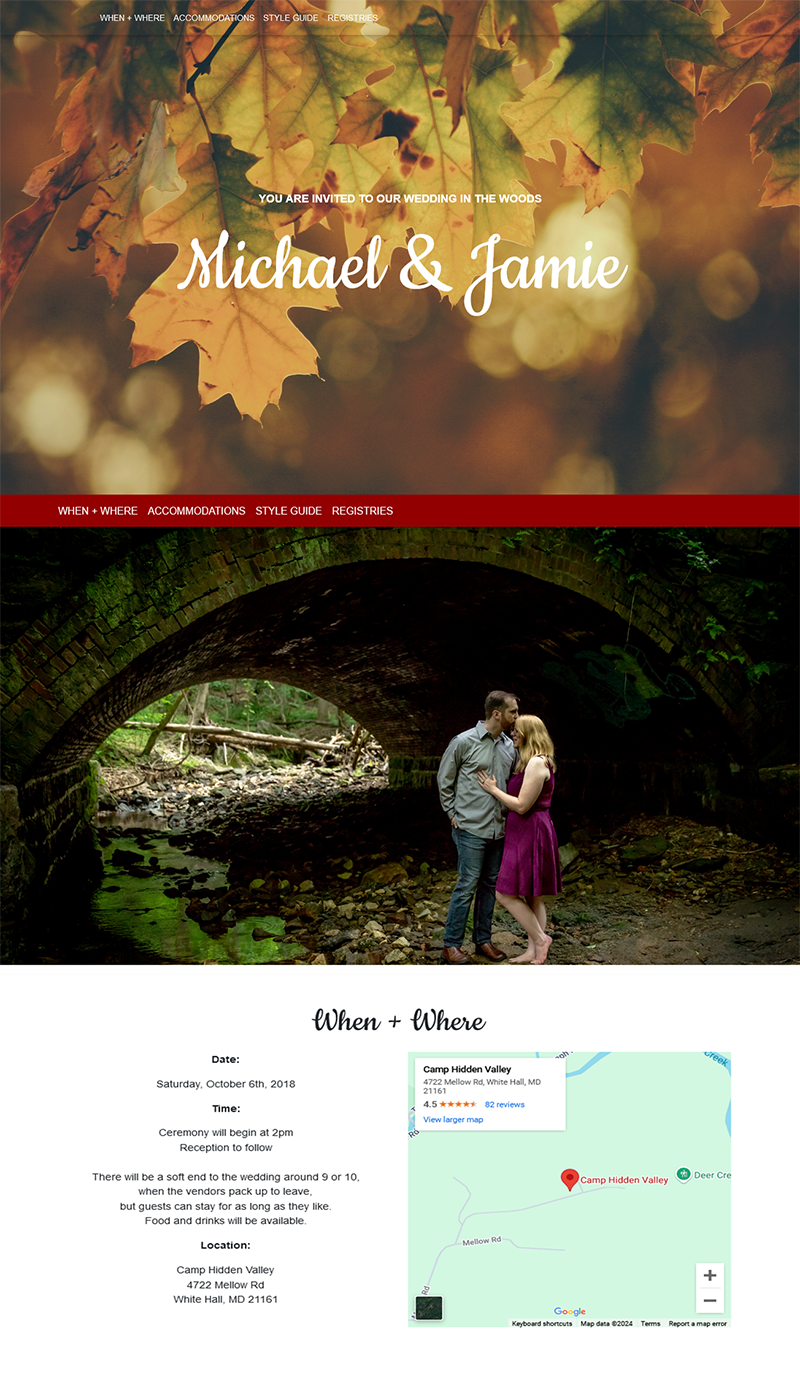 WHEN + WHERE ACCOMMODATIONS STYLE GUIDE REGISTRIES
YOU ARE INVITED TO OUR WEDDING IN THE WOODS
Michael & Jamie
WHEN + WHERE ACCOMMODATIONS STYLE GUIDE REGISTRIES
When + Where
Date:
Saturday, October 6th, 2018
Time:
Ceremony will begin at 2pm
Reception to follow
There will be a soft end to the wedding around 9 or 10,
when the vendors pack up to leave,
but guests can stay for as long as they like.
Food and drinks will be available.
Location:
Camp Hidden Valley
4722 Mellow Rd
White Hall, MD 21161
Creek
Camp Hidden Valley
4722 Mellow Rd, White Hall, MD
21161
4.5 82 reviews
View larger map
Rd
Camp Hidden Valley
Deer Cre
Mellow Rd
Rd
+
−
Google
Keyboard shortcuts Map data ©2024 Terms Report a map error